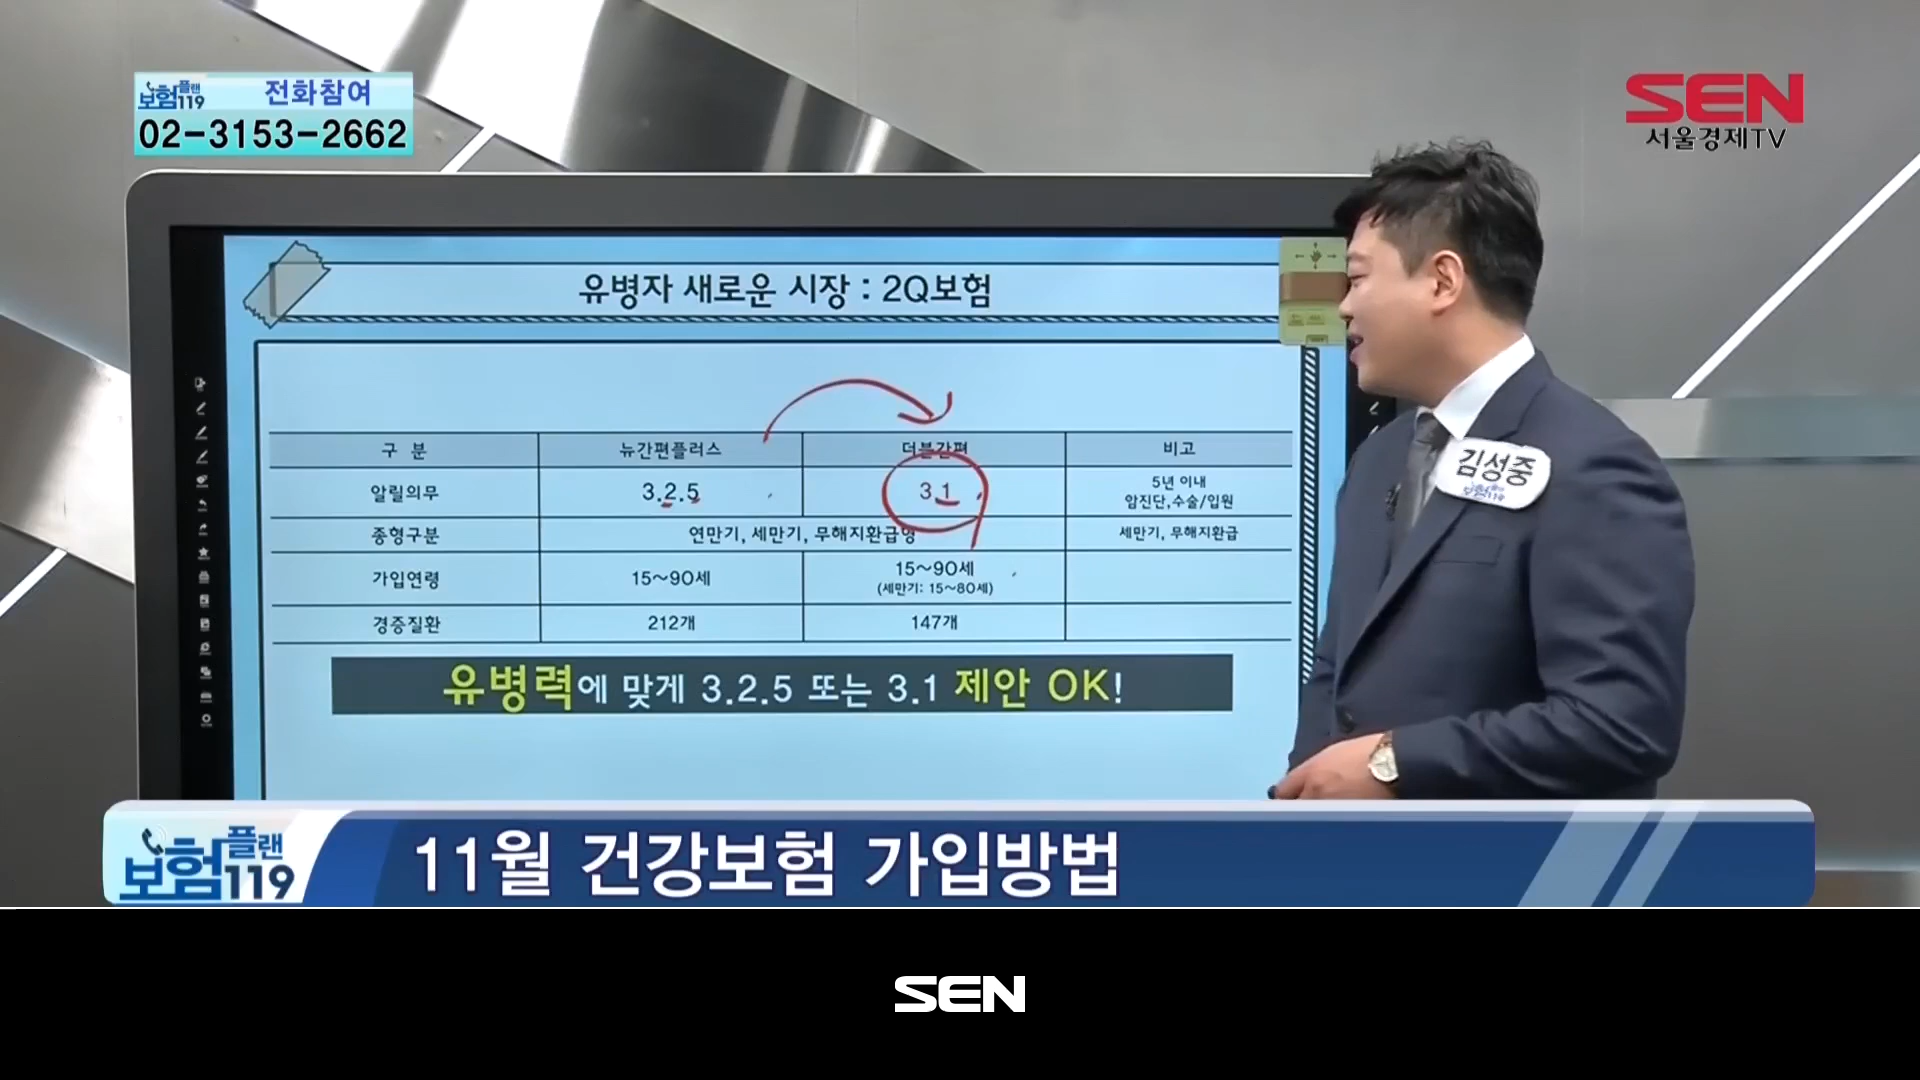 보험플랜119 전화참여
02-3153-2662
SEN
서울경제TV
유병자 새로운 시장 : 2Q보험
구 분 뉴간편플러스 더블간편 비고
알릴의무 3.2.5 3.1 5년 이내
암진단,수술/입원
종형구분 연만기, 세만기, 무해지환급형 세만기, 무해지환급
가입연령 15~90세 15~90세
(세만기: 15~80세)
경증질환 212개 147개
유병력에 맞게 3.2.5 또는 3.1 제안 OK!
김성중
보험플랜119
보험플랜119
11월 건강보험 가입방법
SEN